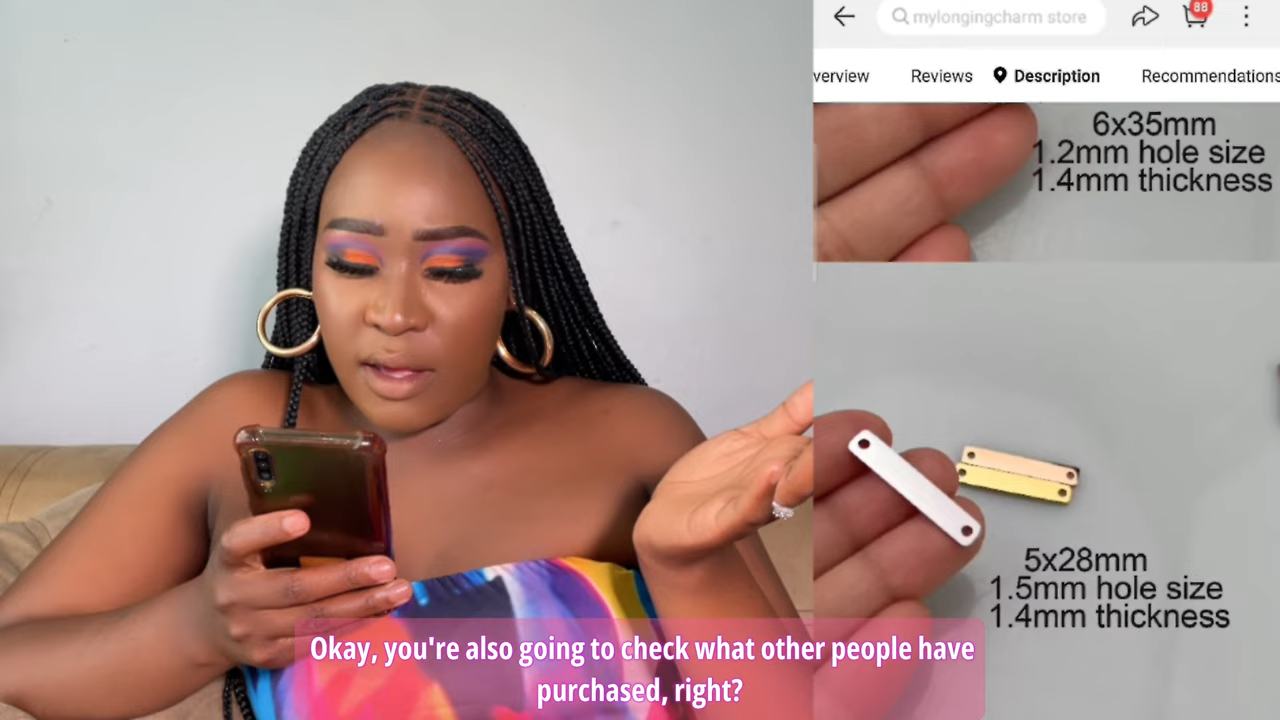 mylongingcharm store
88
verview
Reviews
Description
Recommendations
6x35mm
1.2mm hole size
1.4mm thickness
5x28mm
1.5mm hole size
1.4mm thickness
Okay, you're also going to check what other people have
purchased, right?